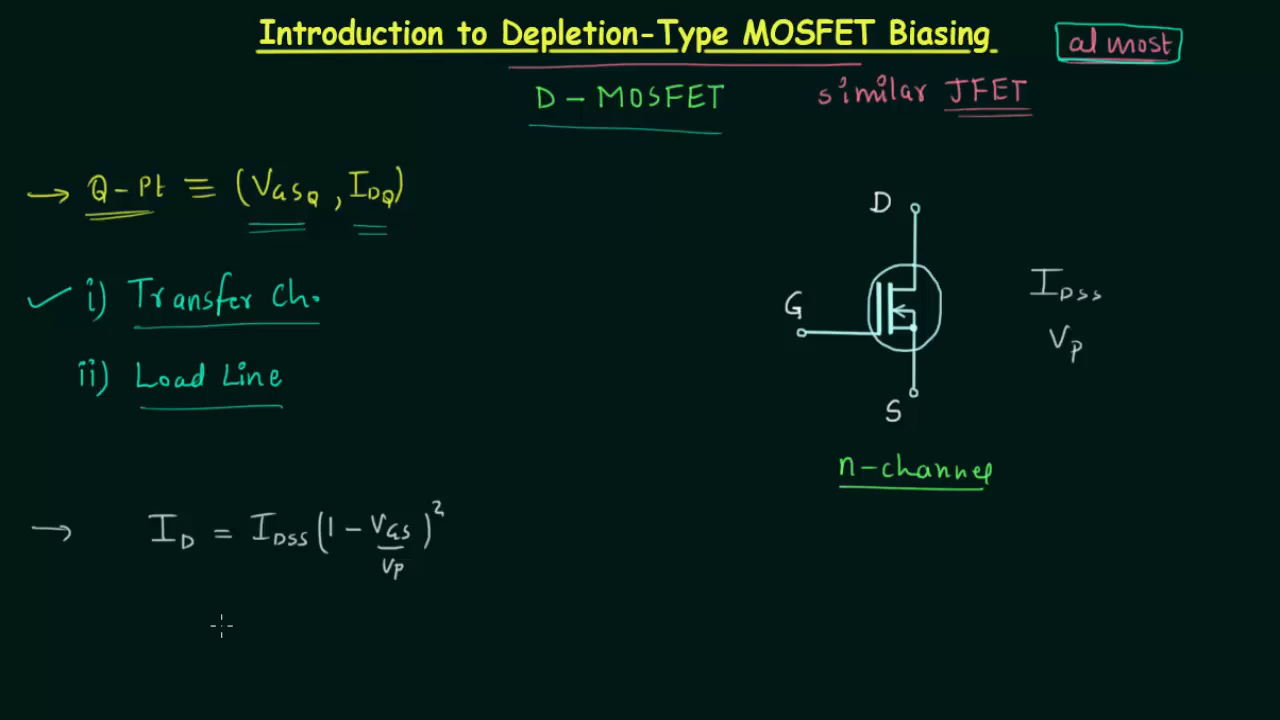 Introduction to Depletion-Type MOSFET Biasing
almost
D - MOSFET
similar JFET
→ Q-Pt ≡ (VGSQ, IDQ)
✓ i) Transfer Ch.
ii) Load Line
D
G
S
n-channel
IDSS
VP
→ ID = IDSS (1 - VGS/VP)²